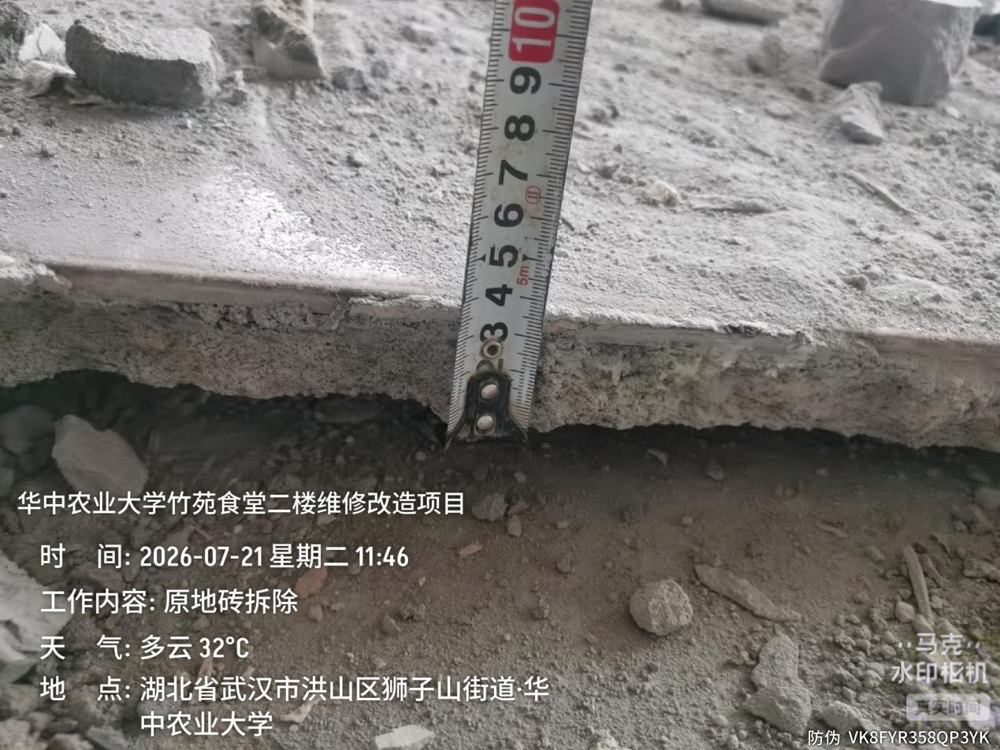 10
9
8
7
Ⅱ
6
5
5m
4
3
2
华中农业大学竹苑食堂二楼维修改造项目
时 间: 2026-07-21 星期二 11:46
工作内容: 原地砖拆除
天 气: 多云 32°C
地 点: 湖北省武汉市洪山区狮子山街道·华
中农业大学
马克
水印相机
真实时间
防伪 VK8FYR358QP3YK